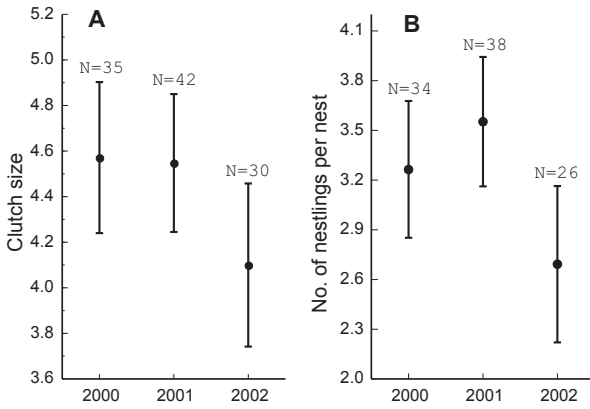 A
Clutch size
5.2
5.0
4.8
4.6
4.4
4.2
4.0
3.8
3.6
N=35
N=42
N=30
2000 2001 2002
B
No. of nestlings per nest
4.1
3.8
3.5
3.2
2.9
2.6
2.3
2.0
N=34
N=38
N=26
2000 2001 2002